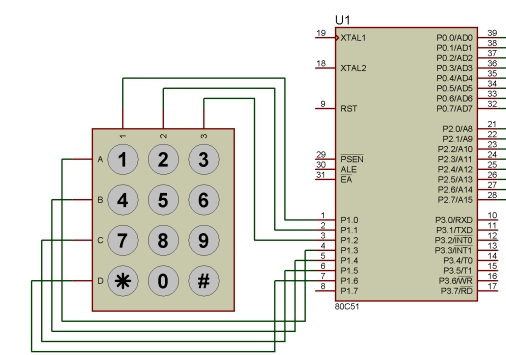 U1
19 XTAL1 P0.0/AD0 39
P0.1/AD1 38
P0.2/AD2 37
18 XTAL2 P0.3/AD3 36
P0.4/AD4 35
P0.5/AD5 34
P0.6/AD6 33
9 RST P0.7/AD7 32
P2.0/A8 21
P2.1/A9 22
P2.2/A10 23
29 PSEN P2.3/A11 24
30 ALE P2.4/A12 25
31 EA P2.5/A13 26
P2.6/A14 27
P2.7/A15 28
1 P1.0 P3.0/RXD 10
2 P1.1 P3.1/TXD 11
3 P1.2 P3.2/INT0 12
4 P1.3 P3.3/INT1 13
5 P1.4 P3.4/T0 14
6 P1.5 P3.5/T1 15
7 P1.6 P3.6/WR 16
8 P1.7 P3.7/RD 17
80C51
1 2 3
A 1 2 3
B 4 5 6
C 7 8 9
D * 0 #